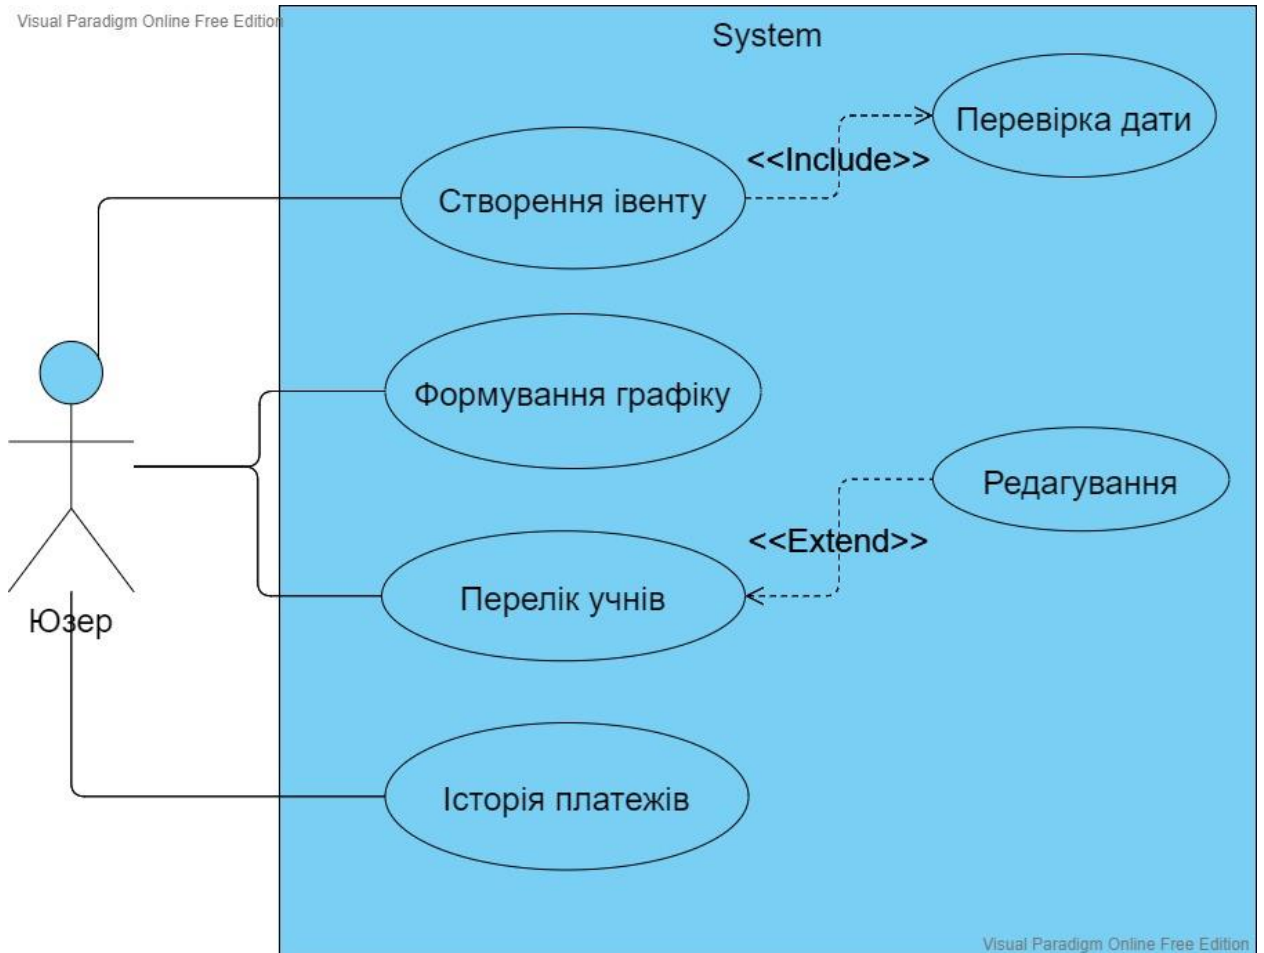 Visual Paradigm Online Free Edition
System
Перевірка дати
<<Include>>
Створення івенту
Формування графіку
Редагування
<<Extend>>
Перелік учнів
Юзер
Історія платежів
Visual Paradigm Online Free Edition